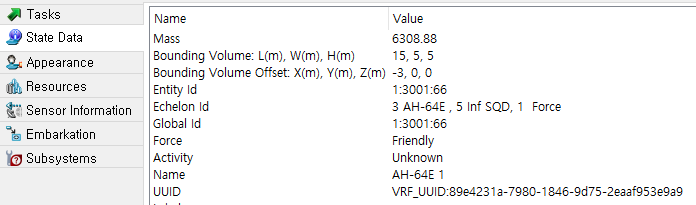 Tasks
State Data
Appearance
Resources
Sensor Information
Embarkation
Subsystems
Name Value
Mass 6308.88
Bounding Volume: L(m), W(m), H(m) 15, 5, 5
Bounding Volume Offset: X(m), Y(m), Z(m) -3, 0, 0
Entity Id 1:3001:66
Echelon Id 3 AH-64E , 5 Inf SQD, 1 Force
Global Id 1:3001:66
Force Friendly
Activity Unknown
Name AH-64E 1
UUID VRF_UUID:89e4231a-7980-1846-9d75-2eaaf953e9a9